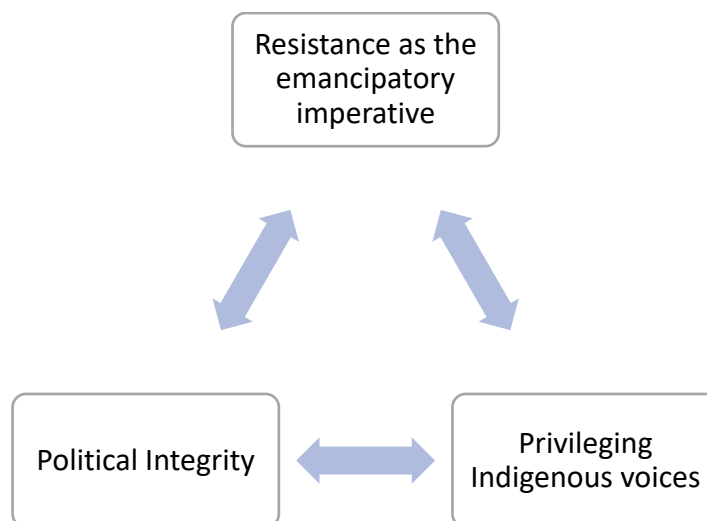 Resistance as the
emancipatory
imperative
Political Integrity
Privileging
Indigenous voices